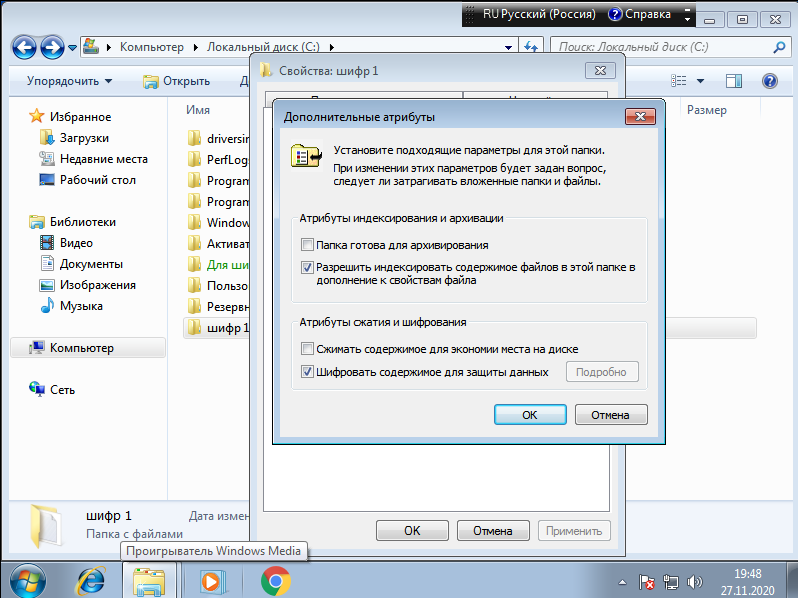 RU Русский (Россия) Справка
Компьютер Локальный диск (C:)
Поиск: Локальный диск (C:)
Упорядочить Открыть
Свойства: шифр 1
Имя
Размер
Избранное
Загрузки
Недавние места
Рабочий стол
Библиотеки
Видео
Документы
Изображения
Музыка
Компьютер
Сеть
PerfLog
Program
Program
Window
Активат
Для ши
Пользо
Резервн
шифр 1
Дополнительные атрибуты
Установите подходящие параметры для этой папки.
При изменении этих параметров будет задан вопрос,
следует ли затрагивать вложенные папки и файлы.
Атрибуты индексирования и архивации
Папка готова для архивирования
Разрешить индексировать содержимое файлов в этой папке в
дополнение к свойствам файла
Атрибуты сжатия и шифрования
Сжимать содержимое для экономии места на диске
Шифровать содержимое для защиты данных
Подробно
ОК Отмена
ОК Отмена Применить
шифр 1 Дата измен
Папка с файлами
Проигрыватель Windows Media
19:48
27.11.2020